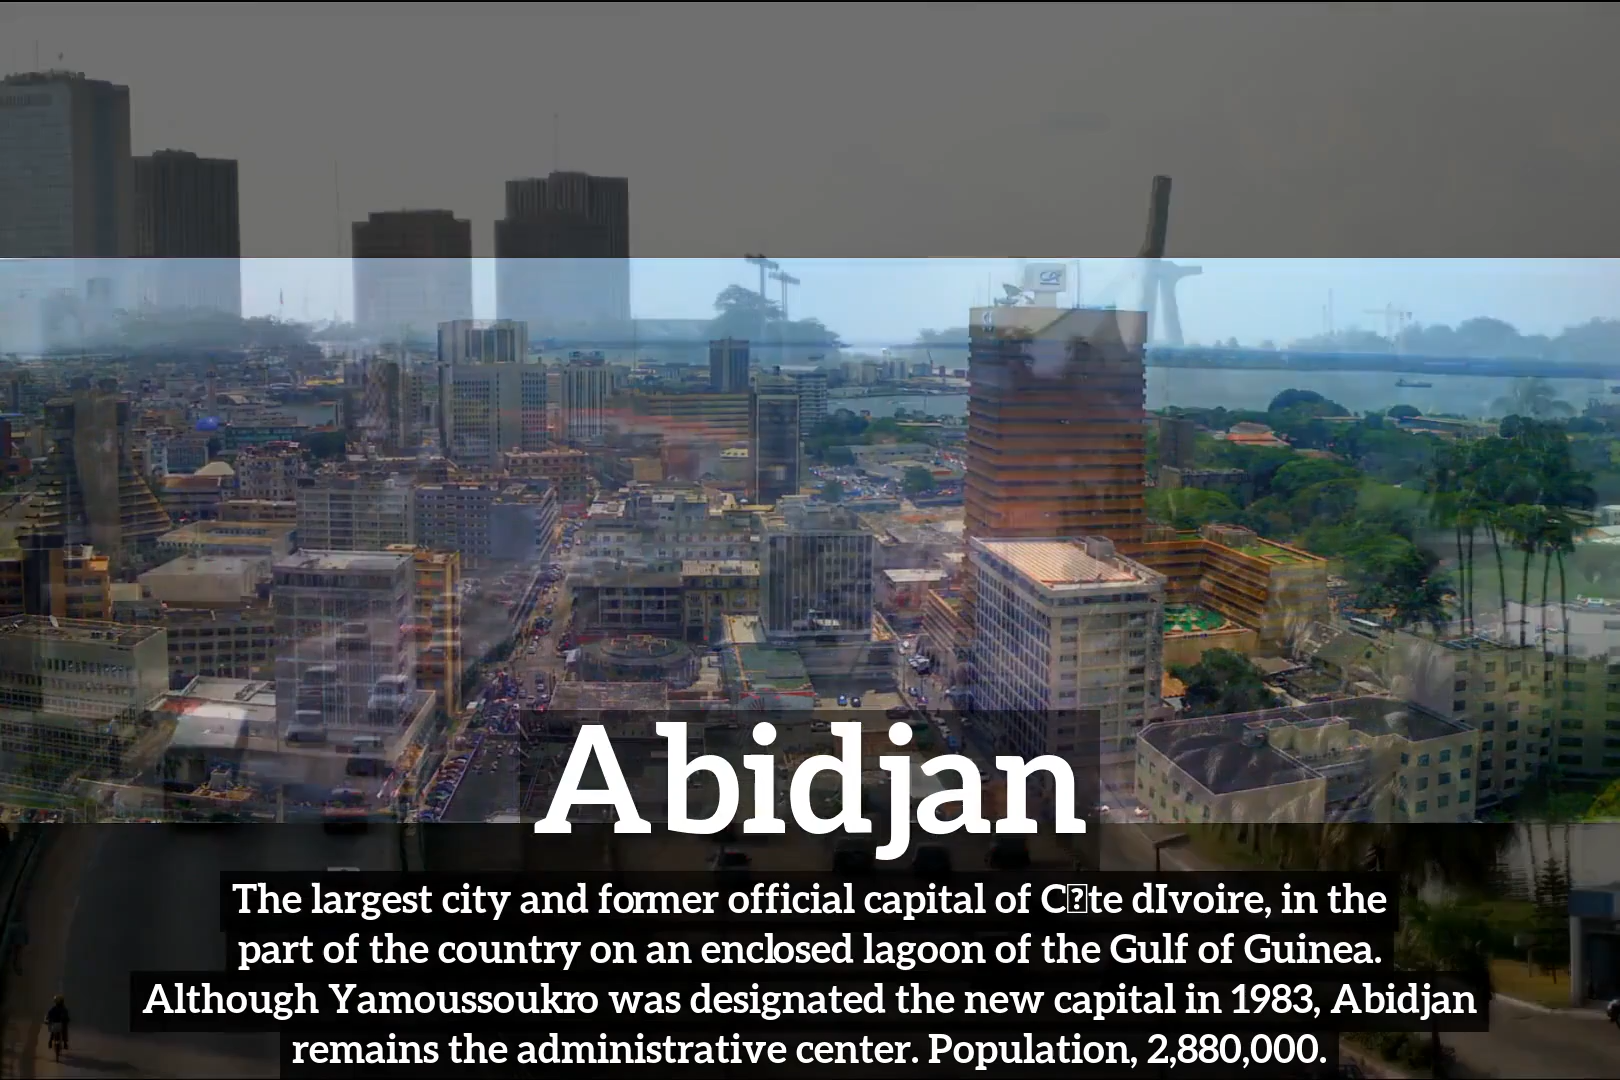 Abidjan
The largest city and former official capital of C�te dIvoire, in the
part of the country on an enclosed lagoon of the Gulf of Guinea.
Although Yamoussoukro was designated the new capital in 1983, Abidjan
remains the administrative center. Population, 2,880,000.